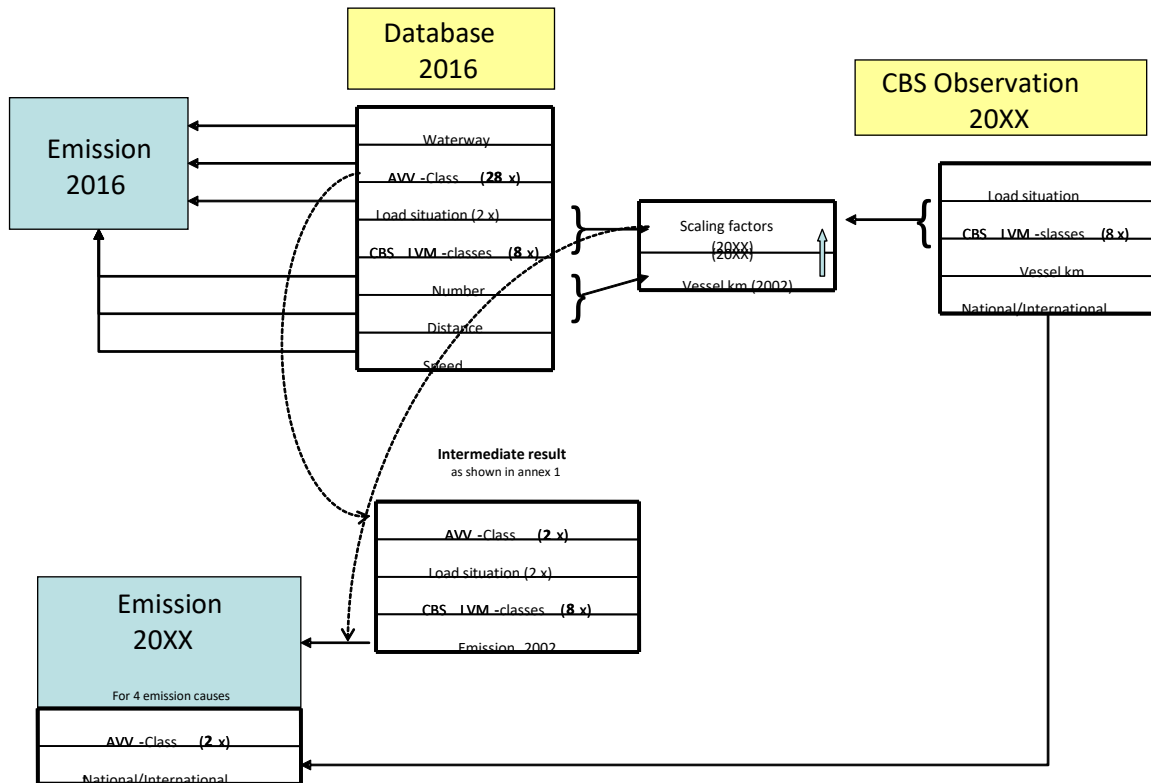 Database
2016
CBS Observation
20XX
Emission
2016
Waterway
AVV -Class (28 x)
Load situation (2 x)
CBS LVM -classes (8 x)
Number
Distance
Speed
Scaling factors
(20XX)
(20XX)
Vessel km (2002)
Load situation
CBS LVM -slasses (8 x)
Vessel km
National/International
Intermediate result
as shown in annex 1
AVV -Class (2 x)
Load situation (2 x)
CBS LVM -classes (8 x)
Emission 2002
Emission
20XX
For 4 emission causes
AVV -Class (2 x)
National/International